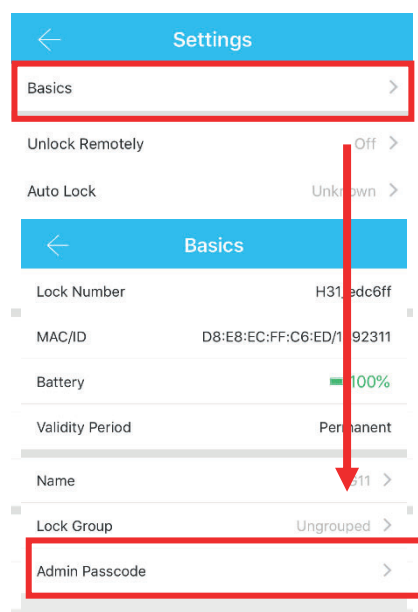 Settings
Basics
Unlock Remotely Off
Auto Lock
Basics
Lock Number
MAC/ID
Battery 100%
Validity Period
Name
Lock Group Ungrouped
Admin Passcode